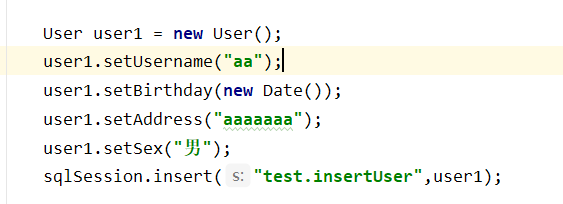 User user1 = new User();
user1.setUsername("aa");
user1.setBirthday(new Date());
user1.setAddress("aaaaaaa");
user1.setSex("男");
sqlSession.insert( s: "test.insertUser",user1);